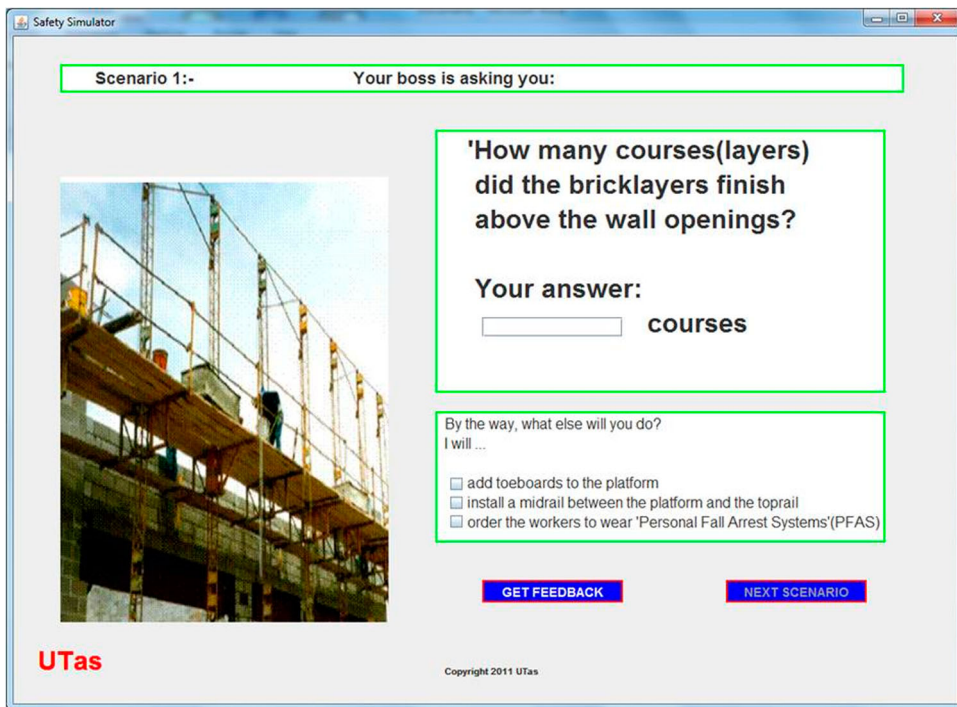 Safety Simulator
Scenario 1:- Your boss is asking you:
'How many courses(layers)
did the bricklayers finish
above the wall openings?
Your answer:
courses
By the way, what else will you do?
I will ...
add toeboards to the platform
install a midrail between the platform and the toprail
order the workers to wear 'Personal Fall Arrest Systems'(PFAS)
GET FEEDBACK NEXT SCENARIO
UTas
Copyright 2011 UTas